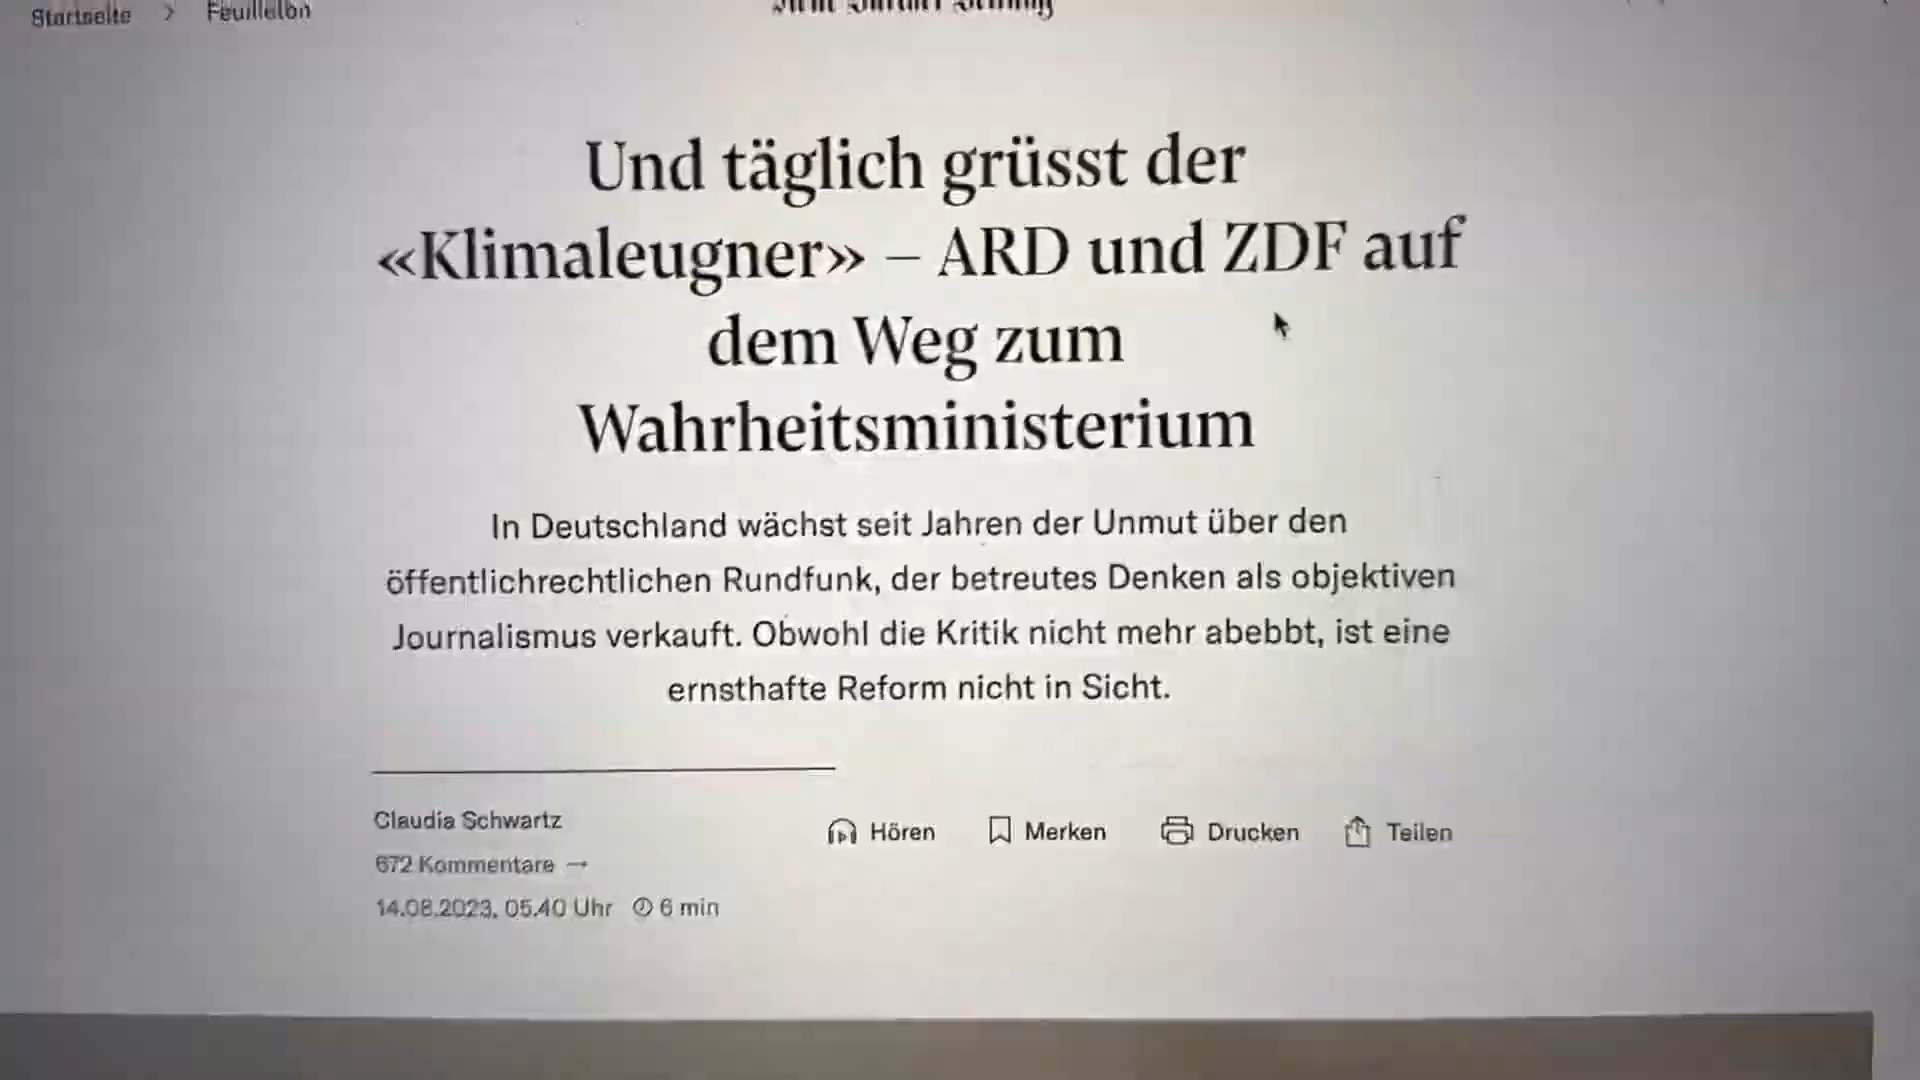 Startseite > Feuilleton
Und täglich grüsst der
«Klimaleugner» – ARD und ZDF auf
dem Weg zum
Wahrheitsministerium
In Deutschland wächst seit Jahren der Unmut über den
öffentlichrechtlichen Rundfunk, der betreutes Denken als objektiven
Journalismus verkauft. Obwohl die Kritik nicht mehr abebbt, ist eine
ernsthafte Reform nicht in Sicht.
Claudia Schwartz
672 Kommentare →
14.08.2023, 05.40 Uhr 6 min
Hören Merken Drucken Teilen